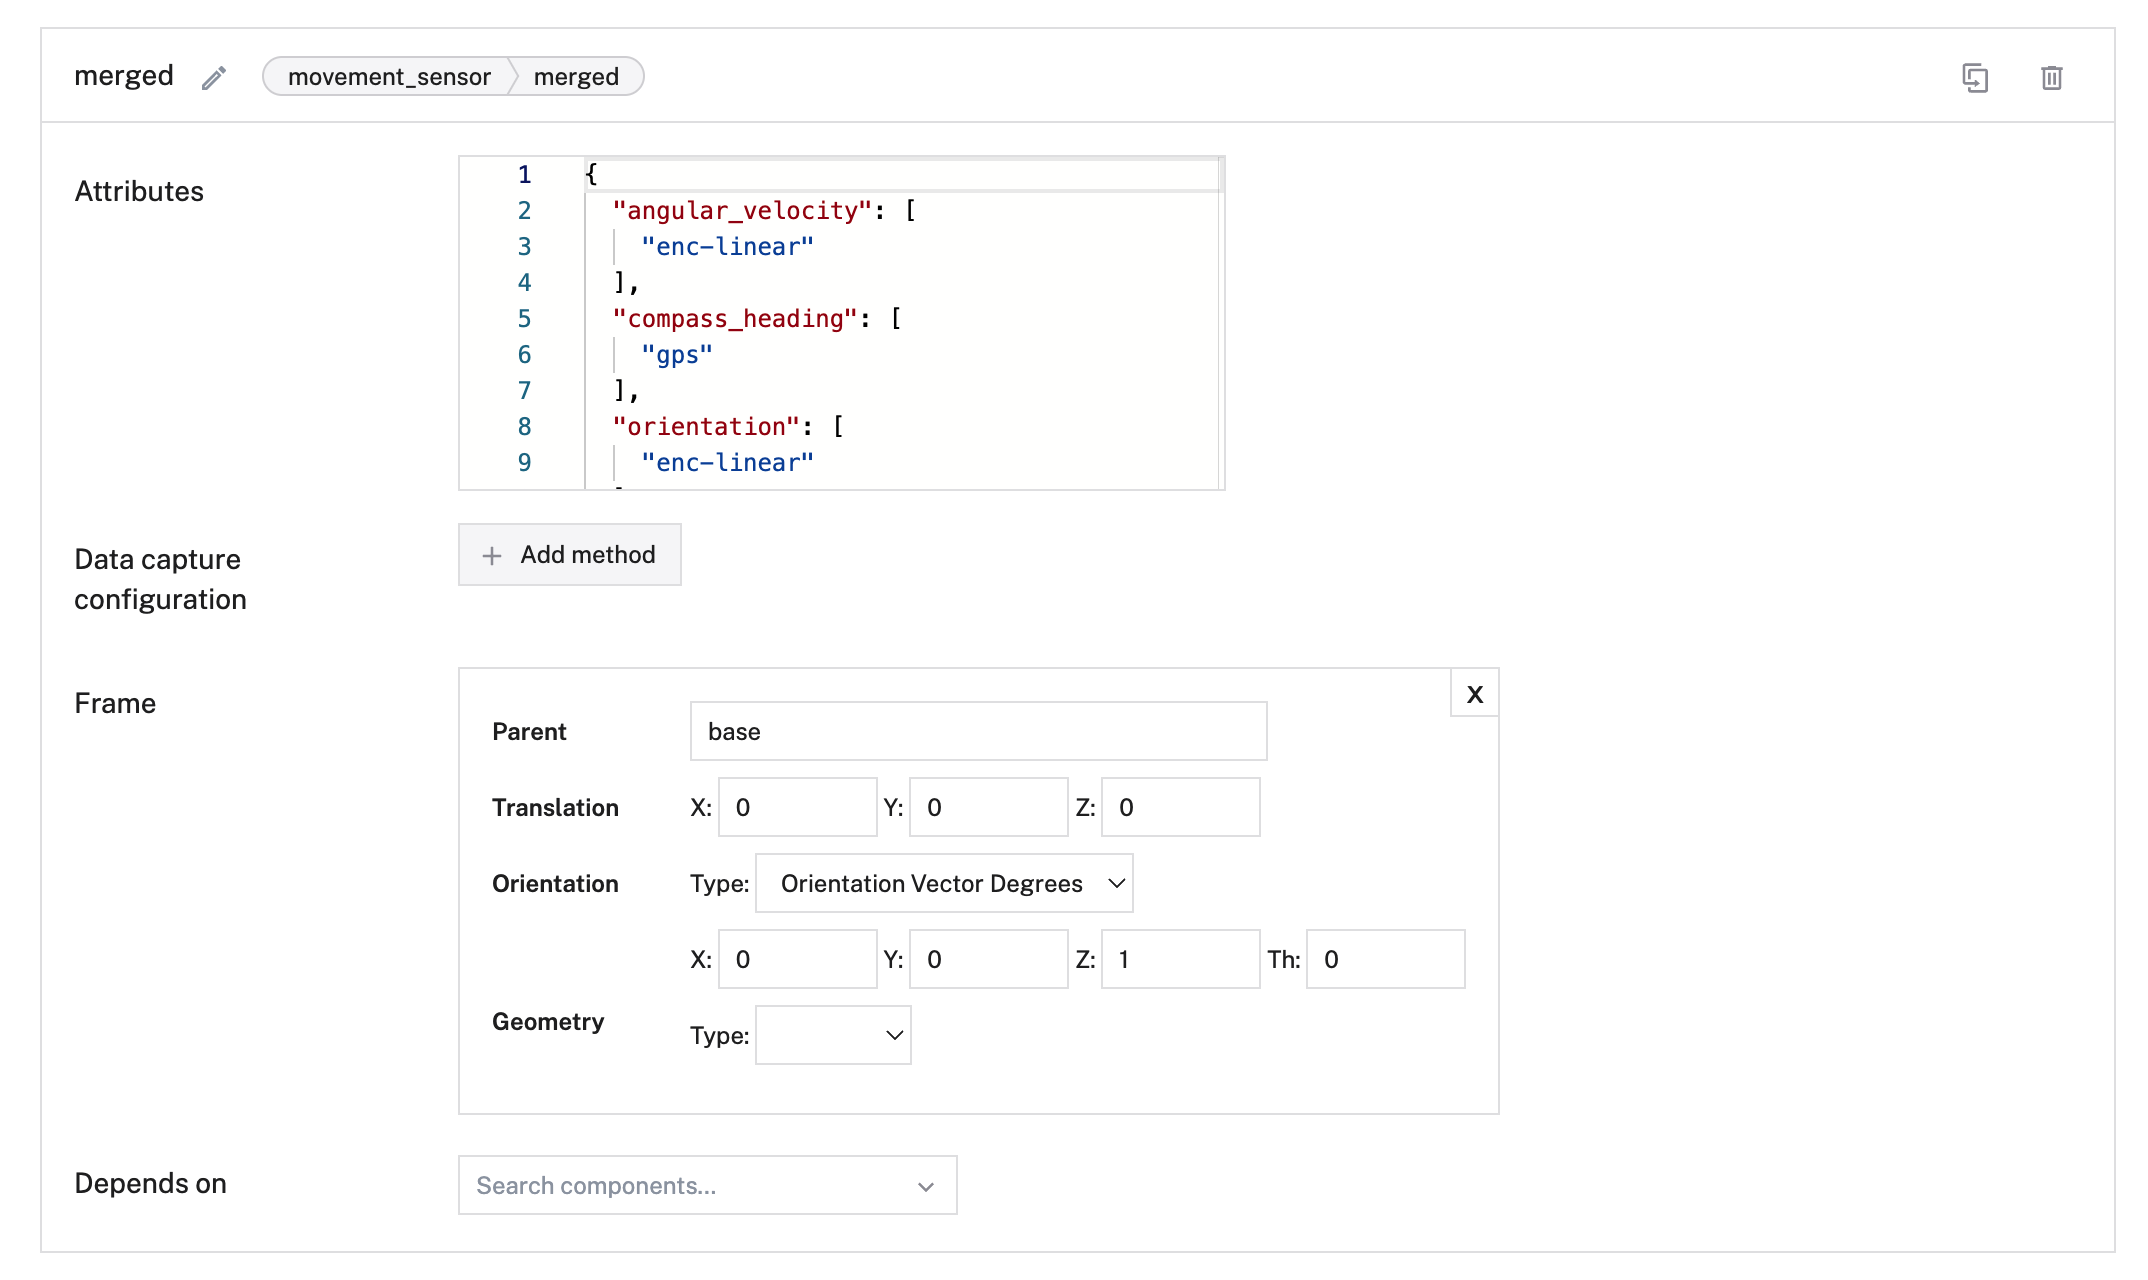 merged movement_sensor merged
Attributes
1 {
2 "angular_velocity": [
3 "enc-linear"
4 ],
5 "compass_heading": [
6 "gps"
7 ],
8 "orientation": [
9 "enc-linear"
Data capture
configuration
+ Add method
Frame
X
Parent base
Translation X: 0 Y: 0 Z: 0
Orientation Type: Orientation Vector Degrees
X: 0 Y: 0 Z: 1 Th: 0
Geometry Type:
Depends on Search components...